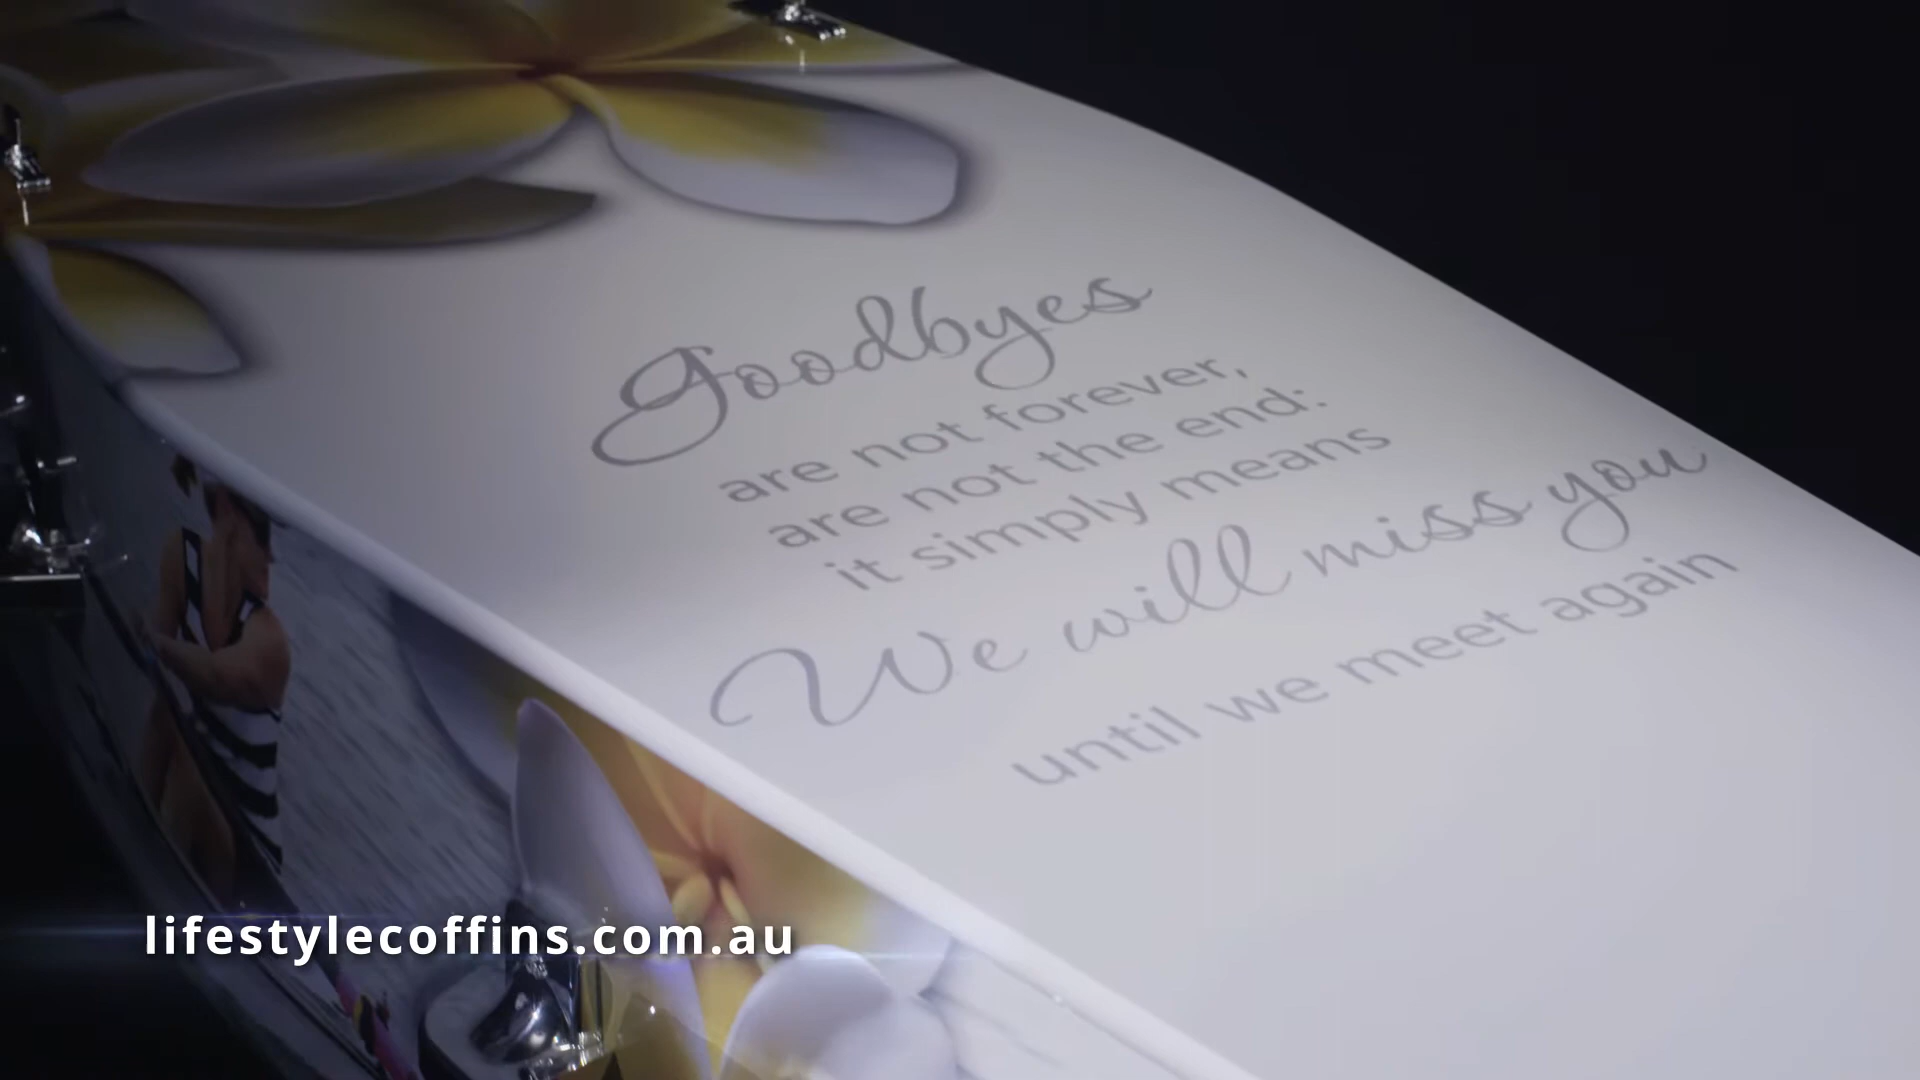 Goodbyes
are not forever,
are not the end:
it simply means
We will miss you
until we meet again
lifestylecoffins.com.au